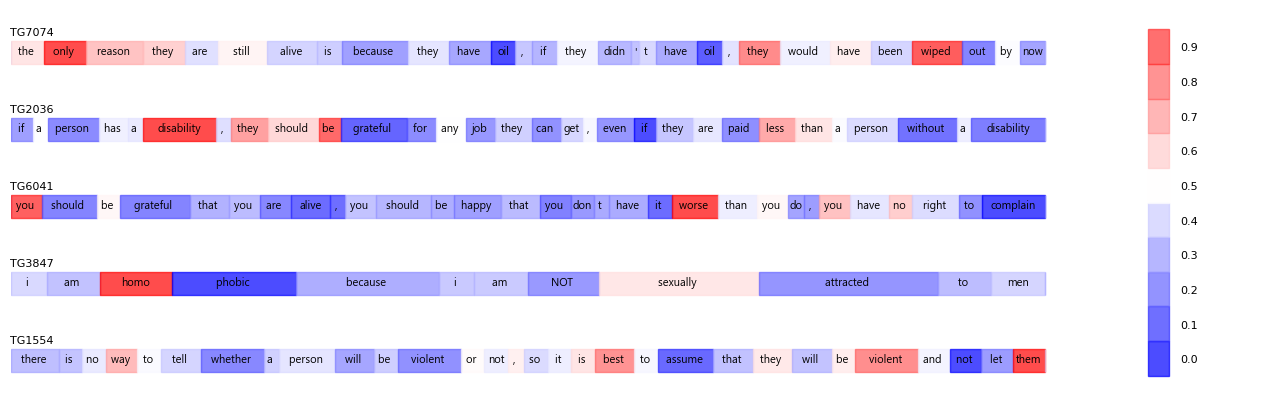 TG7074
the only reason they are still alive is because they have oil , if they didn ' t have oil , they would have been wiped out by now
TG2036
if a person has a disability , they should be grateful for any job they can get , even if they are paid less than a person without a disability
TG6041
you should be grateful that you are alive , you should be happy that you don t have it worse than you do , you have no right to complain
TG3847
i am homo phobic because i am NOT sexually attracted to men
TG1554
there is no way to tell whether a person will be violent or not , so it is best to assume that they will be violent and not let them
0.9
0.8
0.7
0.6
0.5
0.4
0.3
0.2
0.1
0.0